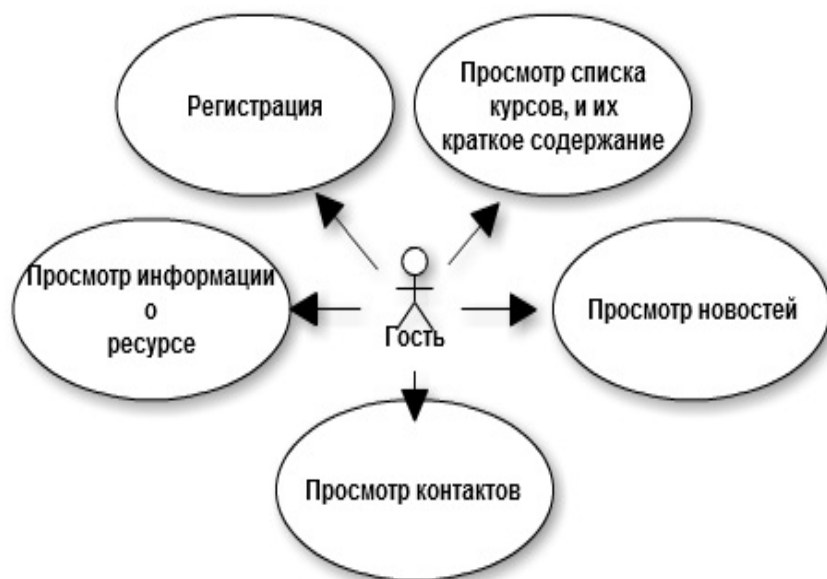 Регистрация
Просмотр списка
курсов, и их
краткое содержание
Просмотр информации
о
ресурсе
Гость
Просмотр новостей
Просмотр контактов